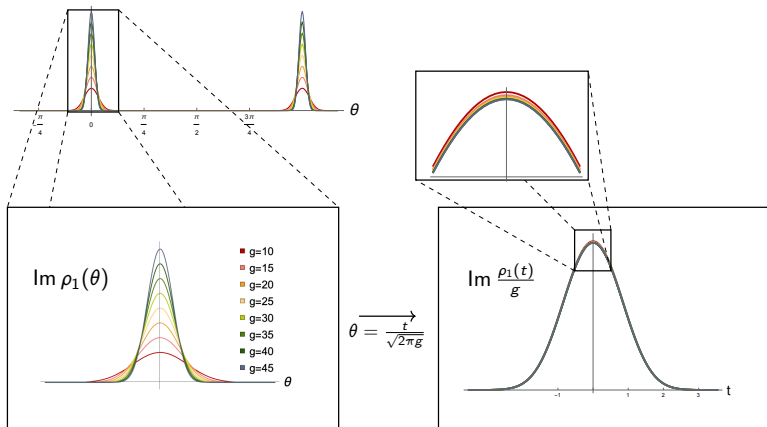 θ
-π/4 0 π/4 π/2 3π/4
Im ρ₁(θ)
g=10
g=15
g=20
g=25
g=30
g=35
g=40
g=45
θ
θ = t/√(2πg)
Im ρ₁(t)/g
-1 1 2 3
t